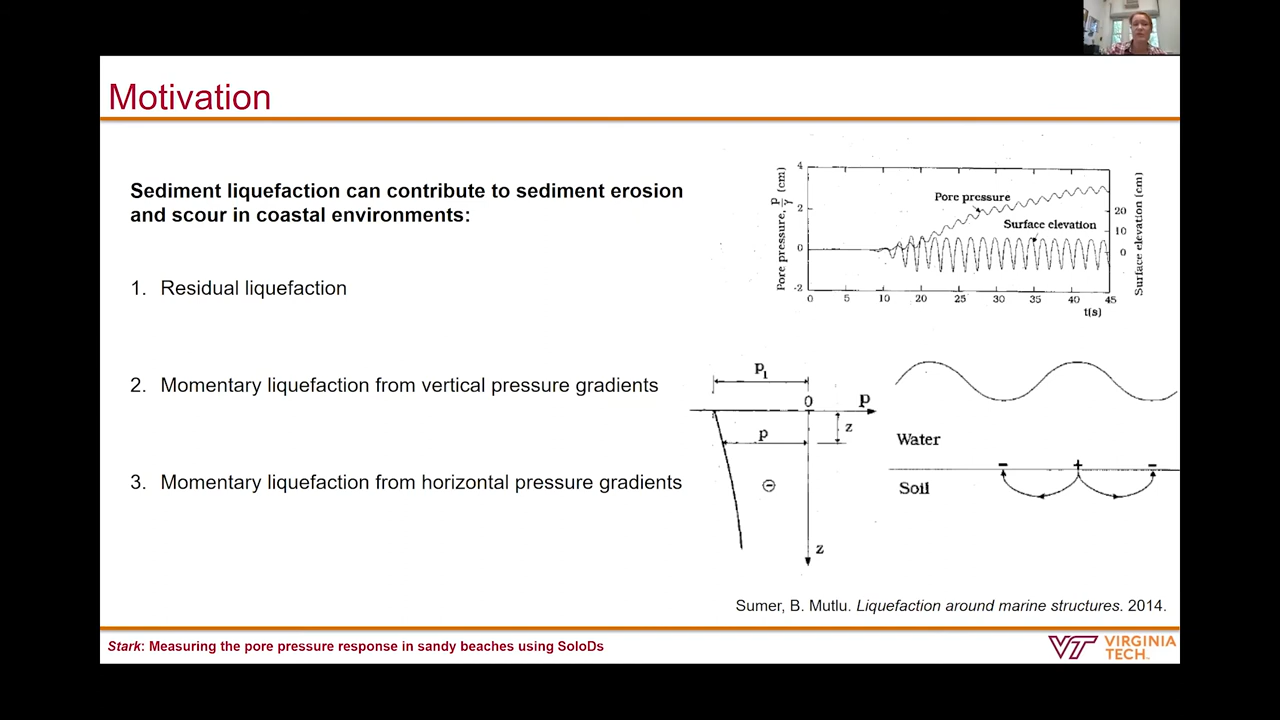 Motivation
Sediment liquefaction can contribute to sediment erosion
and scour in coastal environments:
1. Residual liquefaction
2. Momentary liquefaction from vertical pressure gradients
3. Momentary liquefaction from horizontal pressure gradients
Pore pressure, p/γ (cm)
4
2
0
-2
Pore pressure
Surface elevation
20
10
0
Surface elevation (cm)
0 5 10 15 20 25 30 35 40 45
t(s)
p₁
0
p
z
p
⊖
z
Water
- + -
Soil
Sumer, B. Mutlu. Liquefaction around marine structures. 2014.
Stark: Measuring the pore pressure response in sandy beaches using SoloDs
VT VIRGINIA
TECH